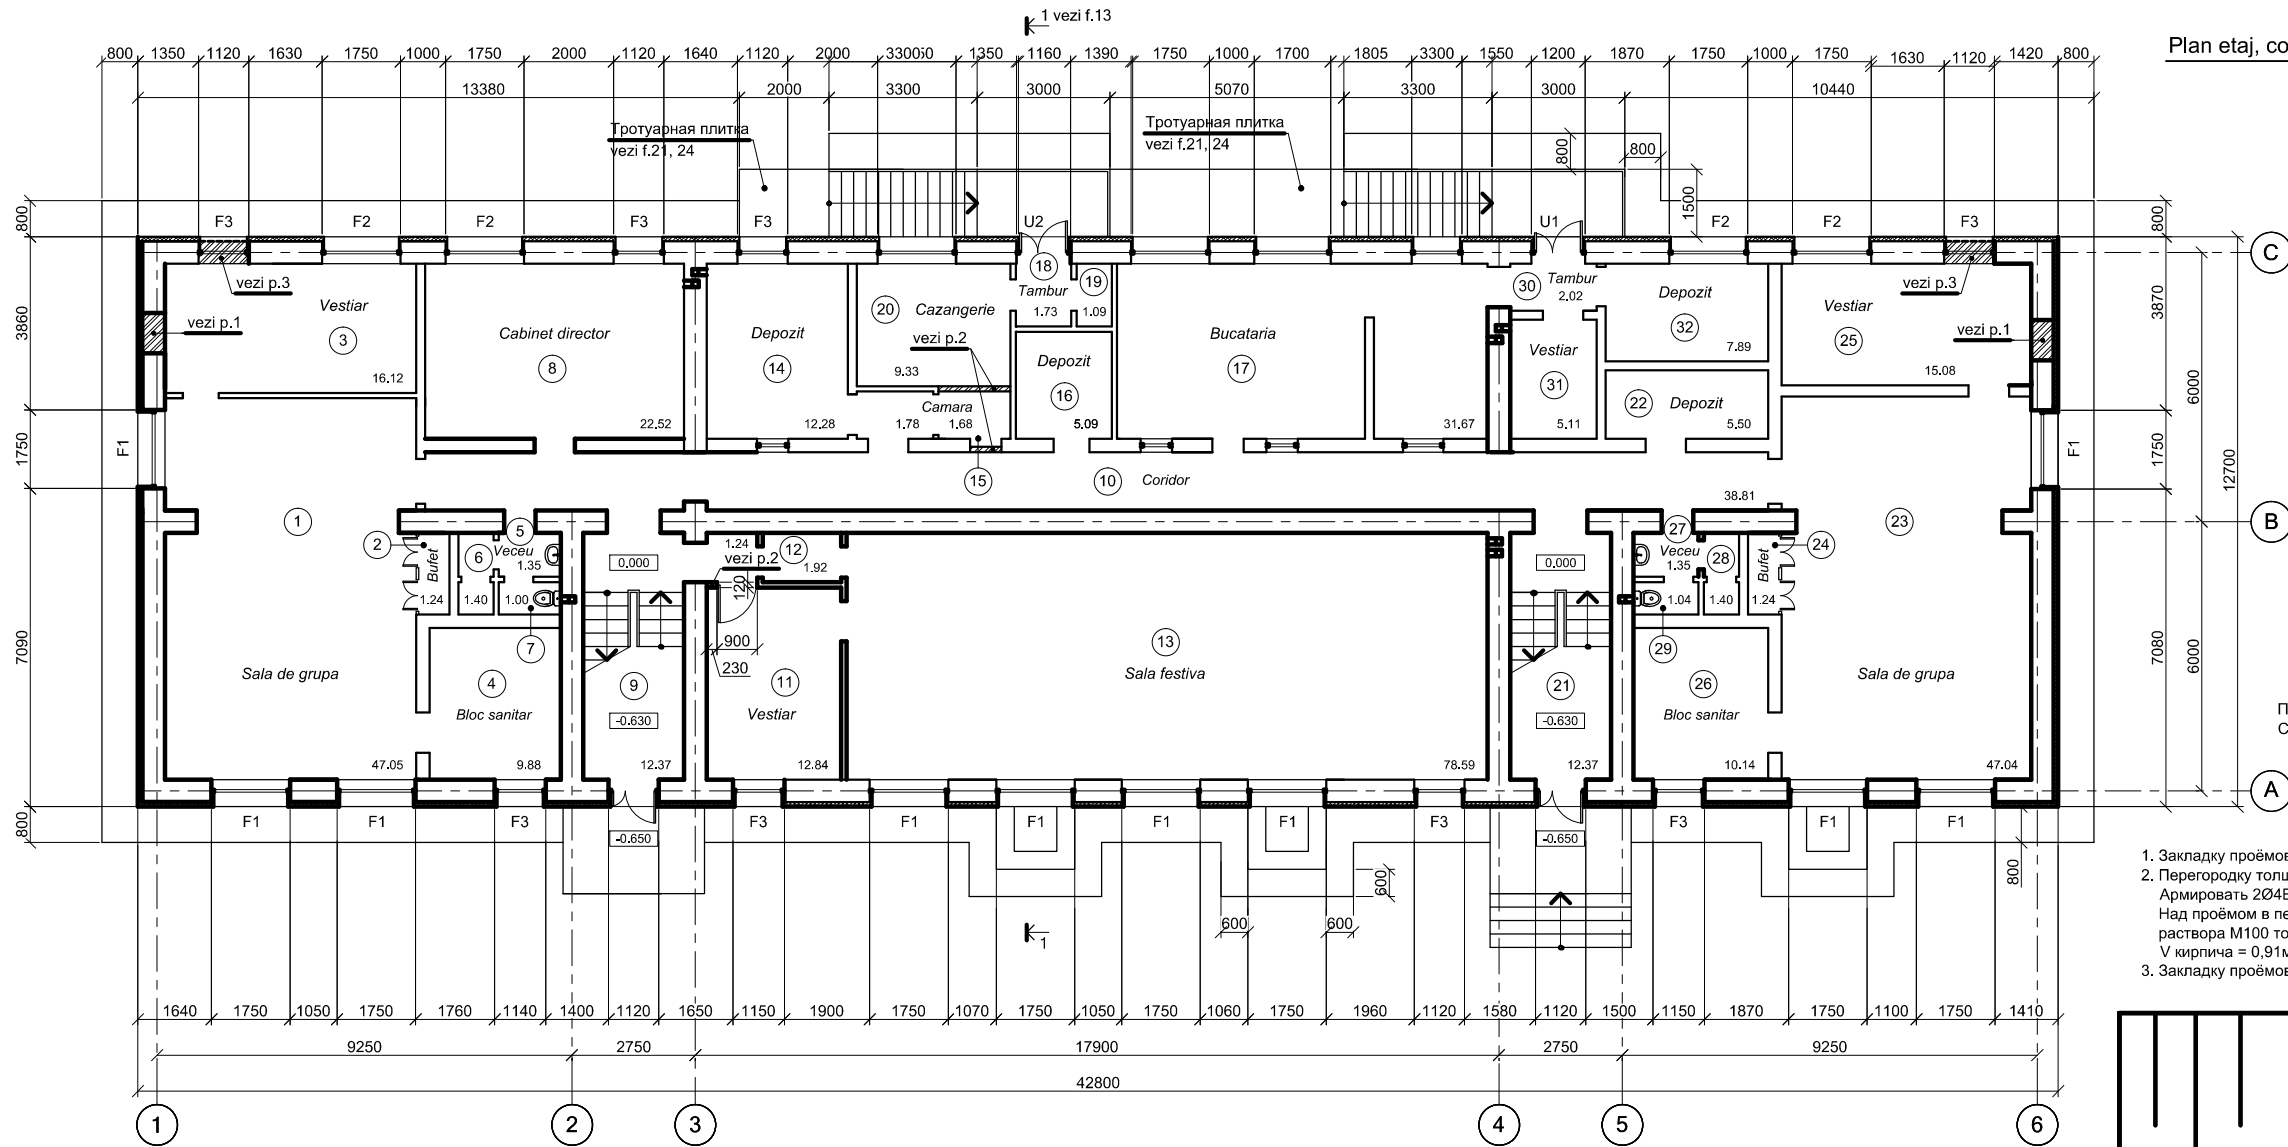 1 vezi f.13
Plan etaj, co
800 1350 1120 1630 1750 1000 1750 2000 1120 1640 1120 2000 1350 1160 1390 1750 1000 1700 1805 3300 1550 1200 1870 1750 1000 1750 1630 1120 1420 800
13380 2000 3300 3000 5070 3300 3000 10440
Тротуарная плитка
vezi f.21, 24
Тротуарная плитка
vezi f.21, 24
800
800
1500
800 F3 F2 F2 F3 F3 U2 U1 F2 F2 F3 800
C
vezi p.3
Vestiar
3
16.12
vezi p.1
3860
Cabinet director
8
22.52
Depozit
14
12.28
20
Cazangerie
vezi p.2
9.33
18
Tambur
1.73
19
1.09
Depozit
16
5.09
Camara
1.78
1.68
15
Bucataria
17
31.67
30
Tambur
2.02
Vestiar
31
5.11
Depozit
32
7.89
22
Depozit
5.50
Vestiar
25
15.08
vezi p.3
vezi p.1
3870
6000
1750
F1
10
Coridor
38.81
F1
1750
12700
B
1
2
Bufet
1.24
5
6
Veceu
1.35
1.40
1.00
7
0.000
1.24
12
vezi p.2
1.92
120
900
230
0.000
27
Veceu
1.35
28
Bufet
24
1.04
1.40
1.24
29
23
7090
Sala de grupa
47.05
4
Bloc sanitar
9.88
9
-0.630
12.37
11
Vestiar
12.84
13
Sala festiva
78.59
21
-0.630
12.37
26
Bloc sanitar
10.14
Sala de grupa
47.04
7080
6000
A
П
С
800 F1 F1 F3 -0.650 F3 F1 F1 F1 F1 F3 -0.650 F3 F1 F1 800
600
600
600
1
1. Закладку проёмов
2. Перегородку толщ
Над проёмом в пе
раствора М100 то
V кирпича = 0,91м
3. Закладку проёмов
1640 1750 1050 1750 1760 1140 1400 1120 1650 1150 1900 1750 1070 1750 1050 1750 1060 1750 1960 1120 1580 1120 1500 1150 1870 1750 1100 1750 1410
9250 2750 17900 2750 9250
42800
1 2 3 4 5 6